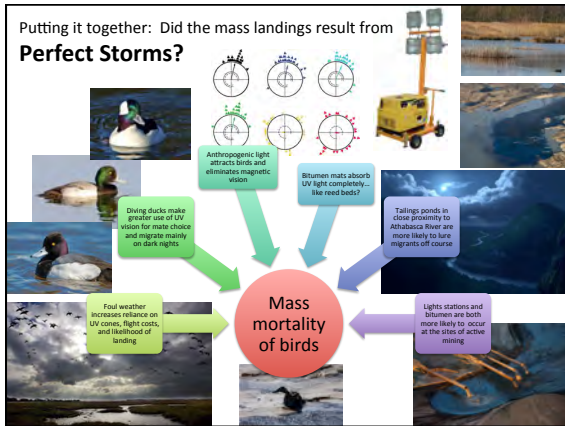 Putting it together:  Did the mass landings result from
Perfect Storms?
Anthropogenic light
attracts birds and
eliminates magnetic
vision
Bitumen mats absorb
UV light completely…
like reed beds?
Diving ducks make
greater use of UV
vision for mate choice
and migrate mainly
on dark nights
Tailings ponds in
close proximity to
Athabasca River are
more likely to lure
migrants off course
Foul weather
increases reliance on
UV cones, flight costs,
and likelihood of
landing
Mass
mortality
of birds
Lights stations and
bitumen are both
more likely to  occur
at the sites of active
mining